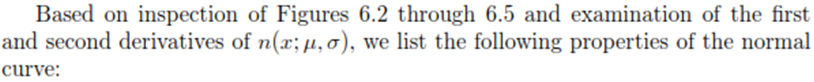 Based on inspection of Figures 6.2 through 6.5 and examination of the first
and second derivatives of n(x; μ, σ), we list the following properties of the normal
curve: